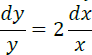 dy/y = 2 dx/x